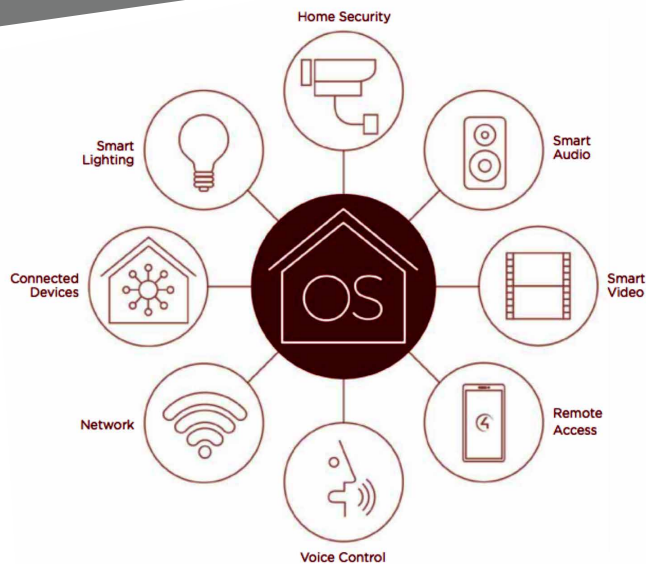 Home Security
Smart
Lighting
Smart
Audio
Connected
Devices
OS
Smart
Video
Network
Remote
Access
Voice Control